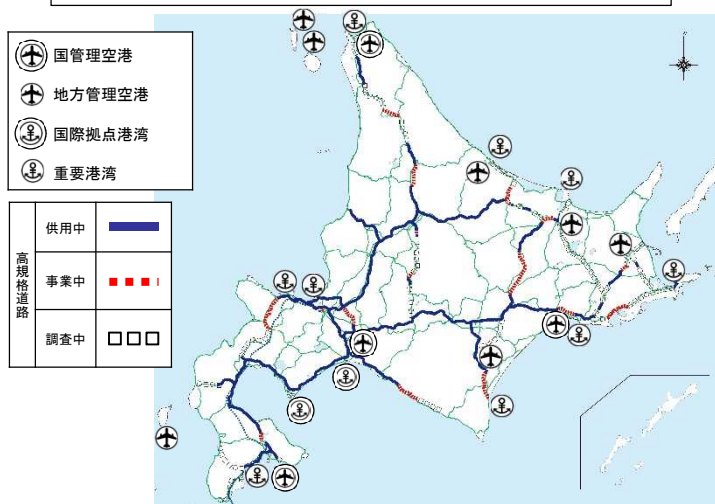 国管理空港
地方管理空港
国際拠点港湾
重要港湾
高規格道路
供用中
事業中
調査中